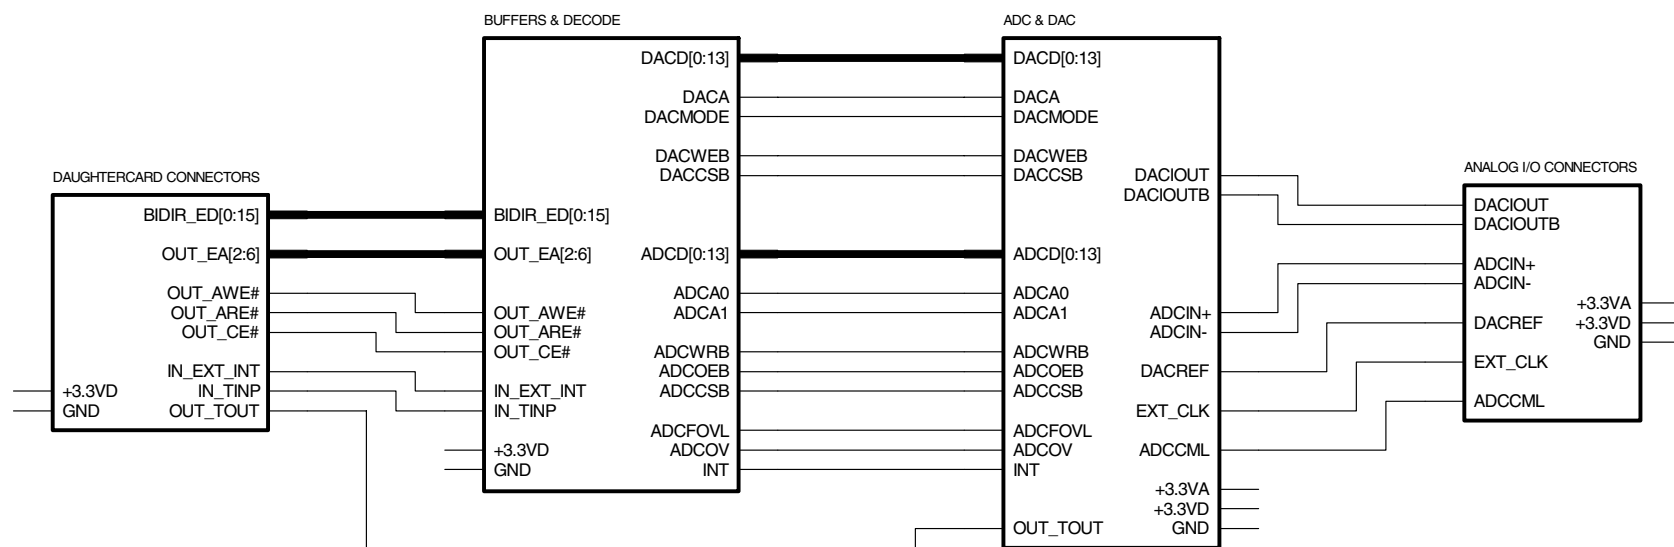 BUFFERS & DECODE
ADC & DAC
DAUGHTERCARD CONNECTORS
ANALOG I/O CONNECTORS
BIDIR_ED[0:15]
OUT_EA[2:6]
OUT_AWE#
OUT_ARE#
OUT_CE#
IN_EXT_INT
IN_TINP
OUT_TOUT
+3.3VD
GND
BIDIR_ED[0:15]
OUT_EA[2:6]
OUT_AWE#
OUT_ARE#
OUT_CE#
IN_EXT_INT
IN_TINP
+3.3VD
GND
DACD[0:13]
DACA
DACMODE
DACWEB
DACCSB
ADCD[0:13]
ADCA0
ADCA1
ADCWRB
ADCOEB
ADCCSB
ADCFOVL
ADCOV
INT
DACD[0:13]
DACA
DACMODE
DACWEB
DACCSB
ADCD[0:13]
ADCA0
ADCA1
ADCWRB
ADCOEB
ADCCSB
ADCFOVL
ADCOV
INT
OUT_TOUT
DACIOUT
DACIOUTB
ADCIN+
ADCIN-
DACREF
EXT_CLK
ADCCML
+3.3VA
+3.3VD
GND
DACIOUT
DACIOUTB
ADCIN+
ADCIN-
DACREF
EXT_CLK
ADCCML
+3.3VA
+3.3VD
GND